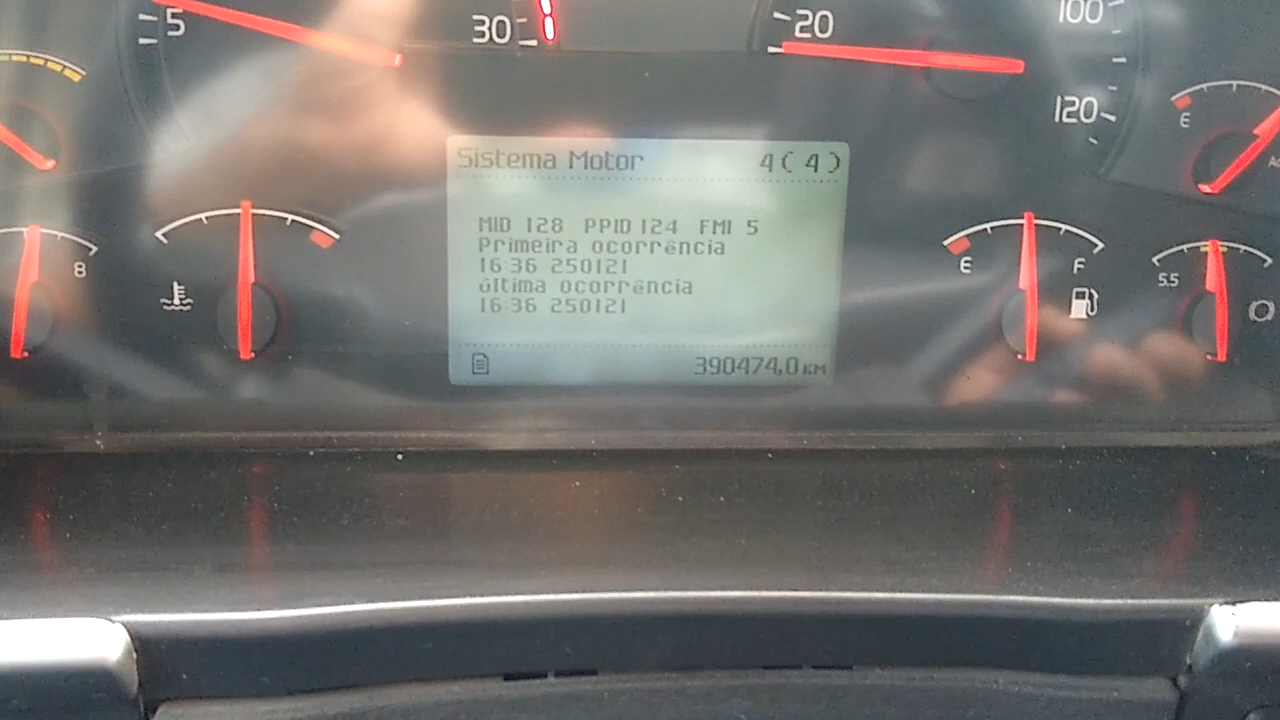 5
30
20
100
120
E
8
Sistema Motor 4( 4)
MID 128 PPID 124 FMI 5
Primeira ocorrência
16:36 250121
última ocorrência
16:36 250121
390474,0 KM
E
F
5.5